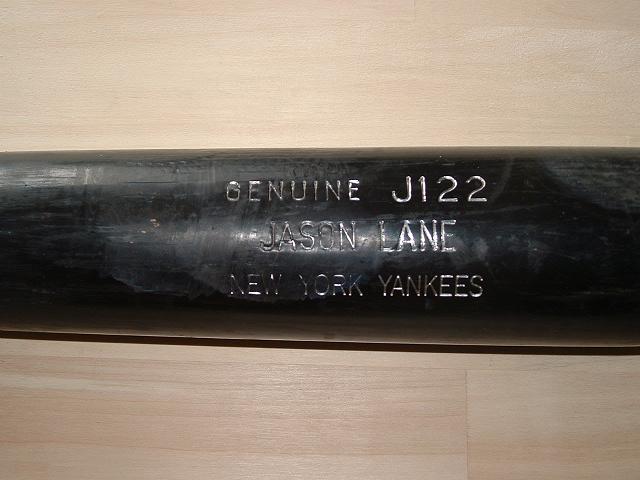 GENUINE J122
JASON LANE
NEW YORK YANKEES